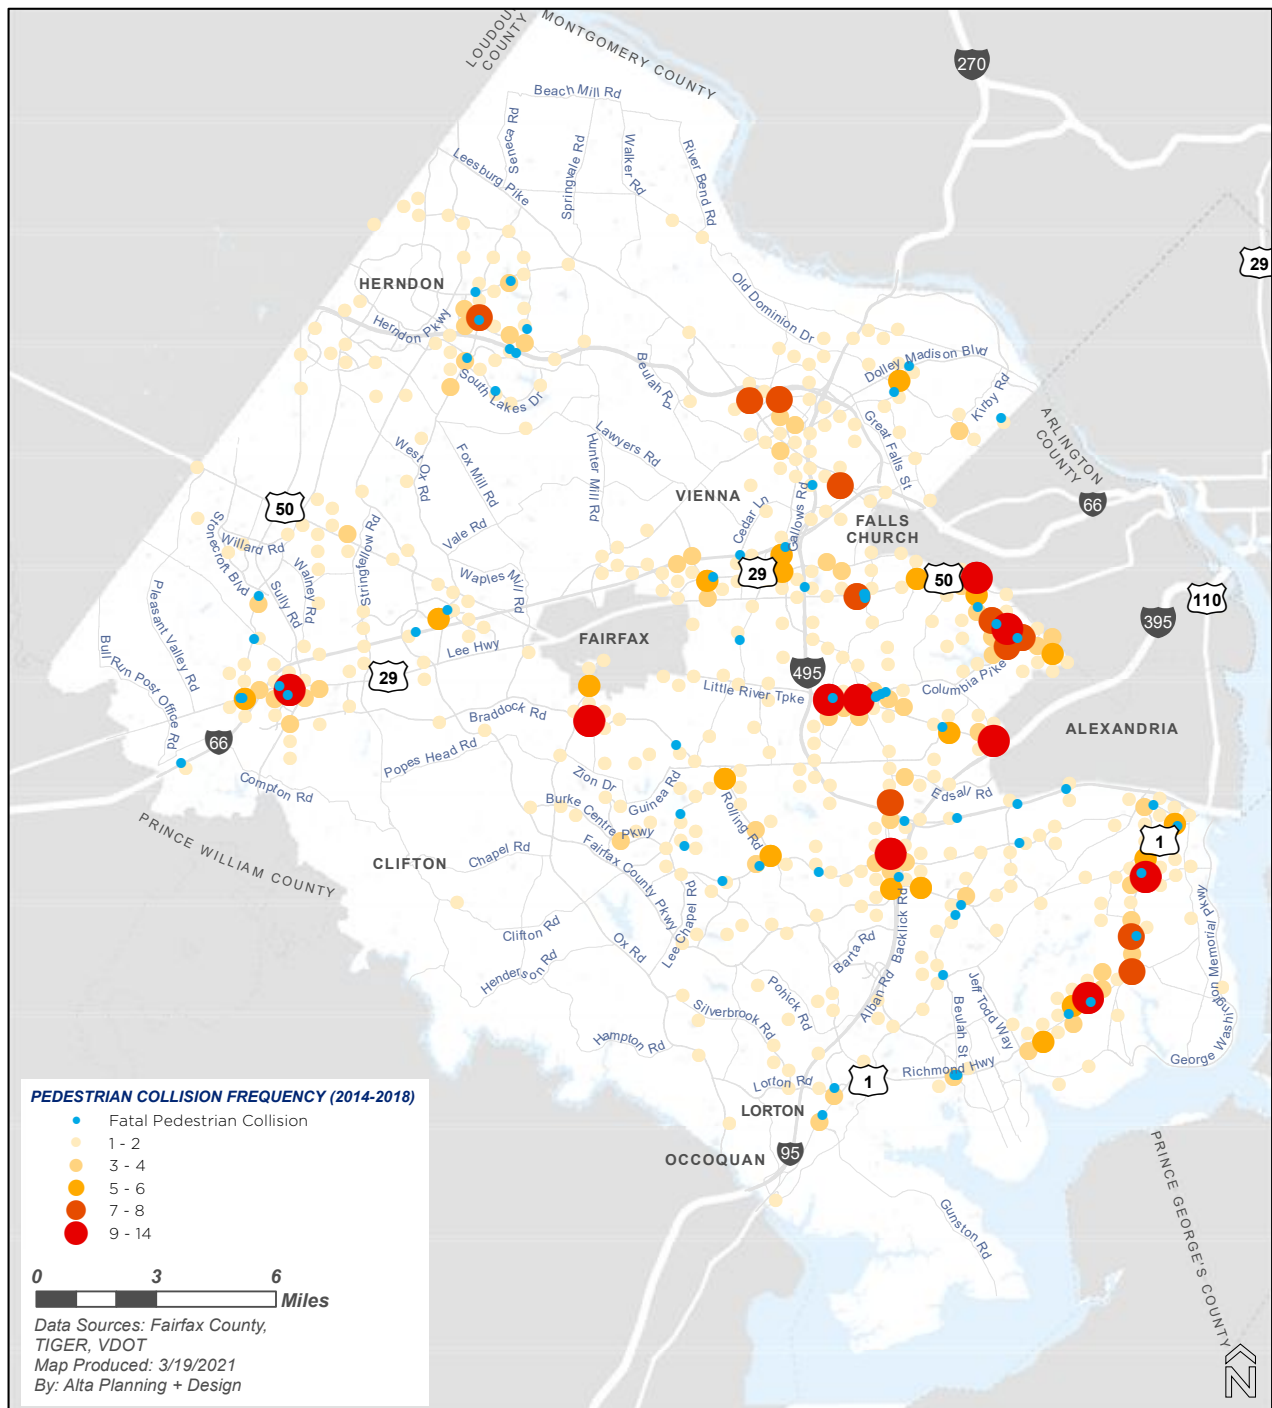 LOUDOUN
COUNTY
MONTGOMERY COUNTY
270
Beach Mill Rd
Seneca Rd
Springvale Rd
Walker Rd
River Bend Rd
Leesburg Pike
29
HERNDON
Old Dominion Dr
Herndon Pkwy
Beulah Rd
Dolley Madison Blvd
South Lakes Dr
Kirby Rd
Great Falls St
ARLINGTON
COUNTY
Lawyers Rd
West Ox Rd
Fox Mill Rd
Hunter Mill Rd
VIENNA
Cedar Ln
Gallows Rd
66
50
FALLS
CHURCH
Stonecroft Blvd
Willard Rd
Vale Rd
Stringfellow Rd
Walney Rd
Sully Rd
Waples Mill Rd
29
50
110
Pleasant Valley Rd
Bull Run Post Office Rd
FAIRFAX
395
Lee Hwy
29
495
Columbia Pike
Little River Tpke
Braddock Rd
ALEXANDRIA
66
Popes Head Rd
Zion Dr
Guinea Rd
Compton Rd
Edsall Rd
Burke Centre Pkwy
Rolling Rd
PRINCE WILLIAM COUNTY
1
CLIFTON
Chapel Rd
Fairfax County Pkwy
Lee Chapel Rd
Backlick Rd
George Washington Memorial Pkwy
Clifton Rd
Ox Rd
Barta Rd
Henderson Rd
Alban Rd
Pohick Rd
Jeff Todd Way
Beulah St
Silverbrook Rd
Hampton Rd
Richmond Hwy
Lorton Rd
1
LORTON
OCCOQUAN
95
Gunston Rd
PRINCE GEORGE'S COUNTY
PEDESTRIAN COLLISION FREQUENCY (2014-2018)
Fatal Pedestrian Collision
1 - 2
3 - 4
5 - 6
7 - 8
9 - 14
0 3 6
Miles
Data Sources: Fairfax County,
TIGER, VDOT
Map Produced: 3/19/2021
By: Alta Planning + Design
N